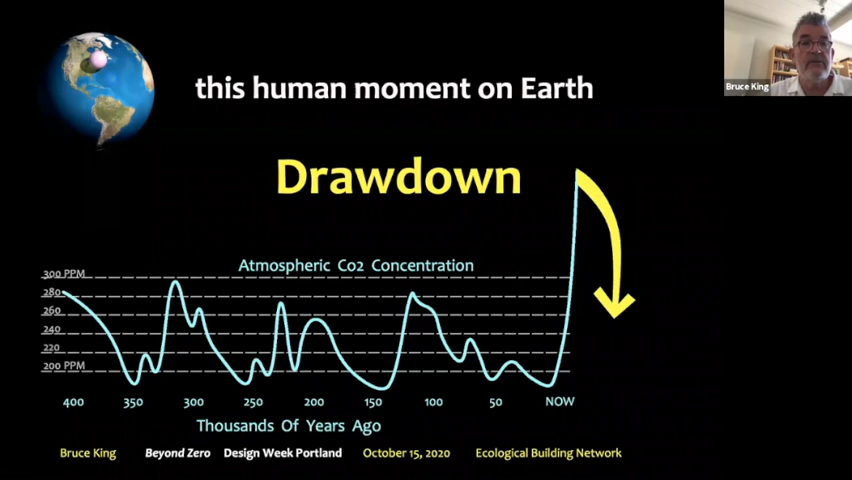 this human moment on Earth
Bruce King
Drawdown
Atmospheric Co2 Concentration
300 PPM
280
260
240
220
200 PPM
400 350 300 250 200 150 100 50 NOW
Thousands Of Years Ago
Bruce King Beyond Zero Design Week Portland October 15, 2020 Ecological Building Network